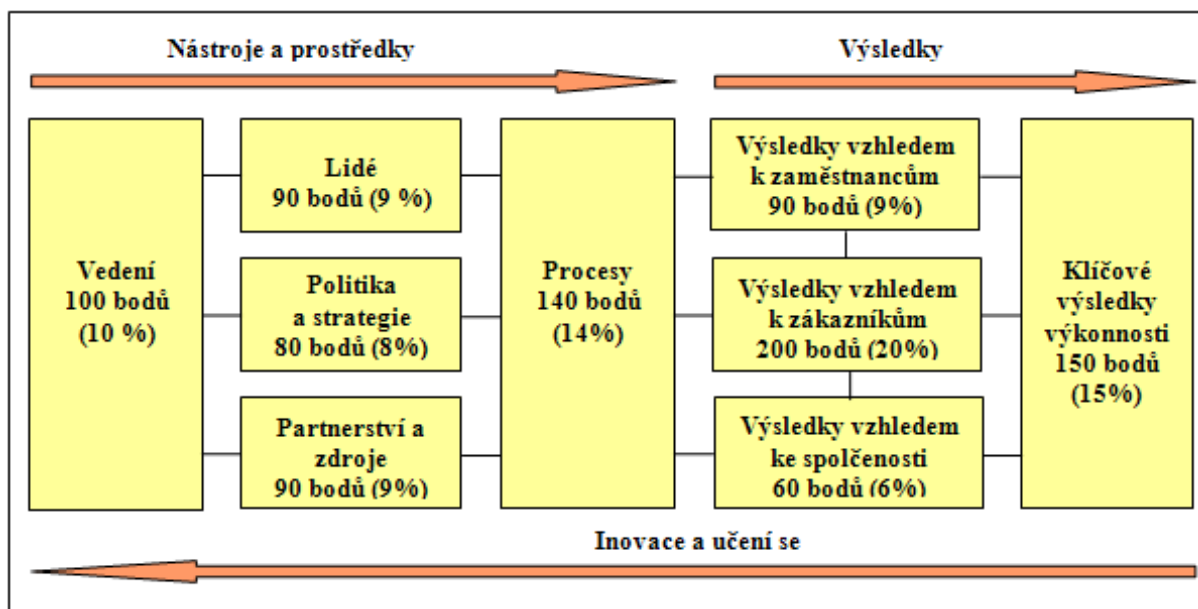 Nástroje a prostředky
Výsledky
Vedení
100 bodů
(10 %)
Lidé
90 bodů (9 %)
Politika
a strategie
80 bodů (8%)
Partnerství a
zdroje
90 bodů (9%)
Procesy
140 bodů
(14%)
Výsledky vzhledem
k zaměstnancům
90 bodů (9%)
Výsledky vzhledem
k zákazníkům
200 bodů (20%)
Výsledky vzhledem
ke spolčenosti
60 bodů (6%)
Klíčové
výsledky
výkonnosti
150 bodů
(15%)
Inovace a učení se